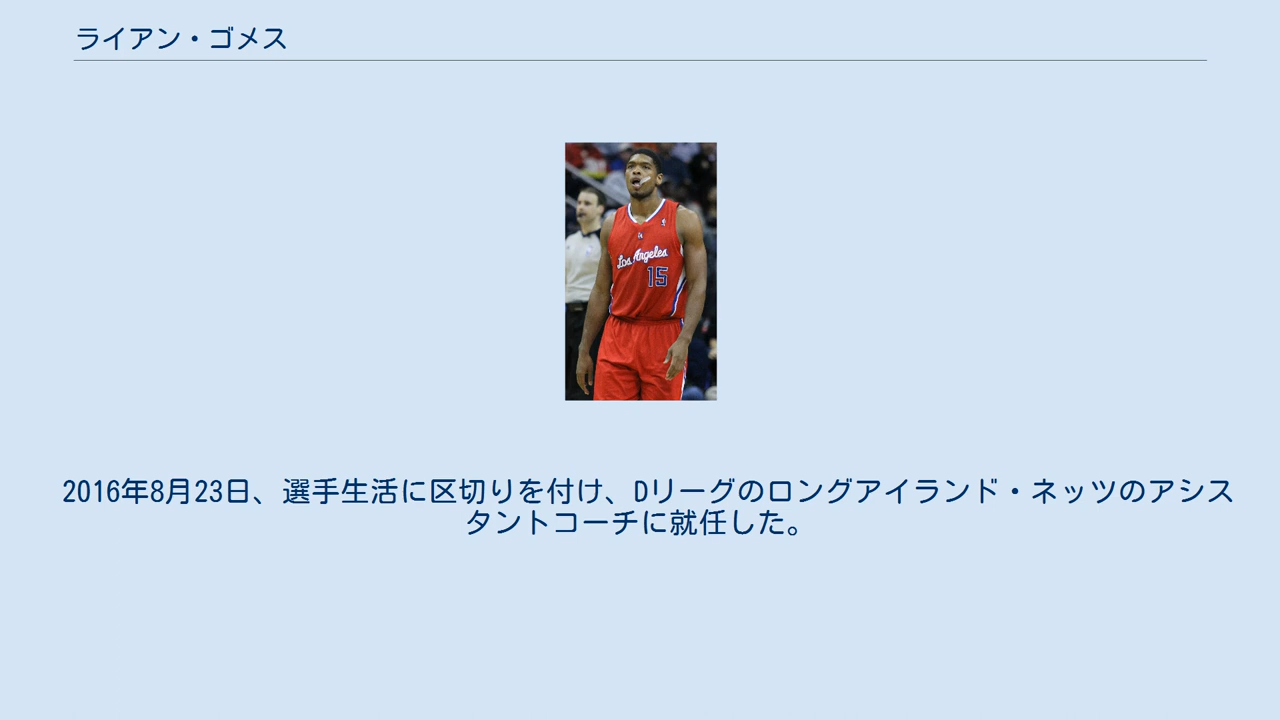 ライアン・ゴメス
Los Angeles
15
2016年8月23日、選手生活に区切りを付け、Dリーグのロングアイランド・ネッツのアシス
タントコーチに就任した。